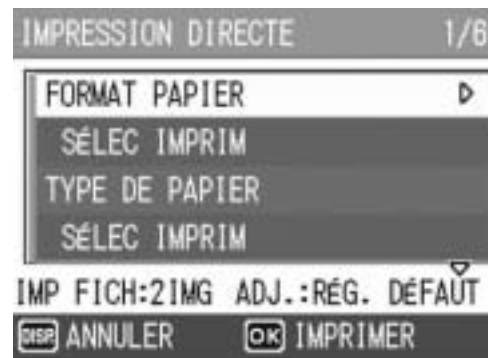 IMPRESSION DIRECTE 1/6
FORMAT PAPIER
SÉLEC IMPRIM
TYPE DE PAPIER
SÉLEC IMPRIM
IMP FICH:2IMG ADJ.:RÉG. DÉFAUT
DISP. ANNULER OK IMPRIMER